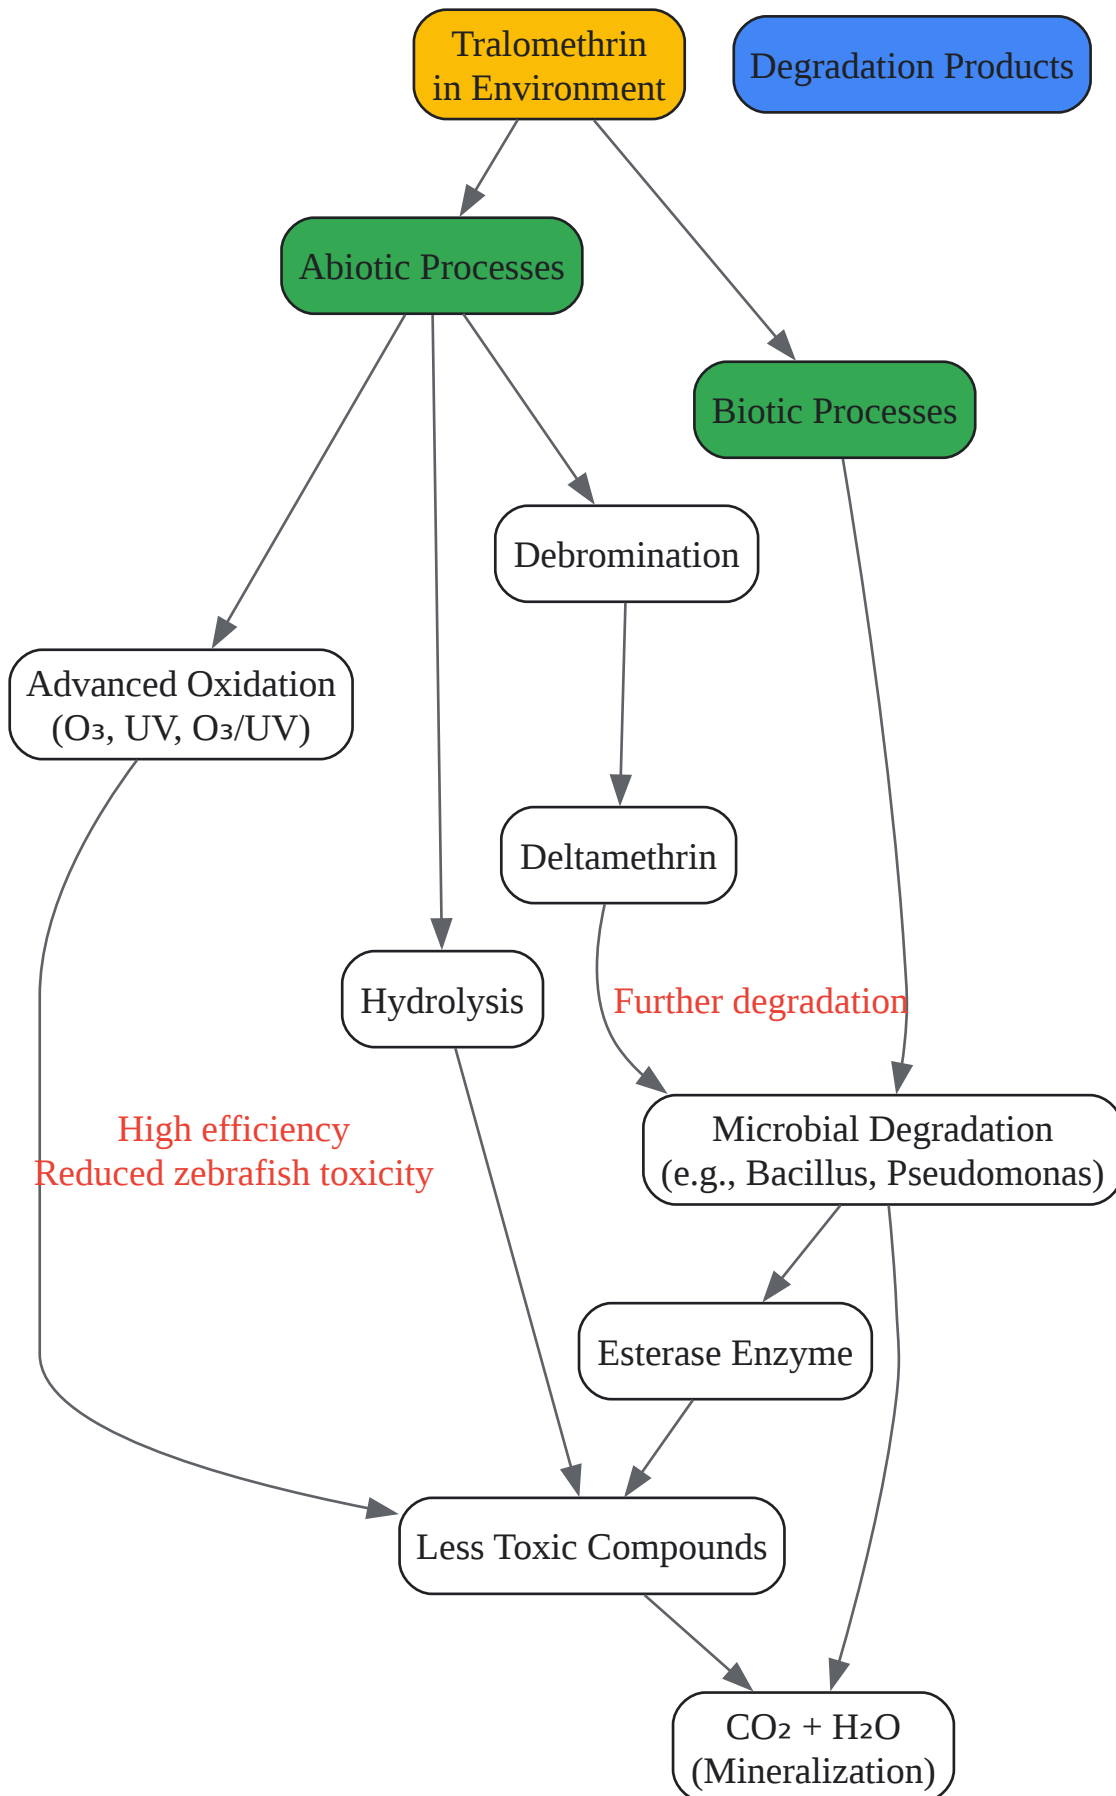 Tralomethrin
in Environment
Degradation Products
Abiotic Processes
Biotic Processes
Debromination
Advanced Oxidation
(O₃, UV, O₃/UV)
Deltamethrin
Hydrolysis
Further degradation
High efficiency
Reduced zebrafish toxicity
Microbial Degradation
(e.g., Bacillus, Pseudomonas)
Esterase Enzyme
Less Toxic Compounds
CO₂ + H₂O
(Mineralization)